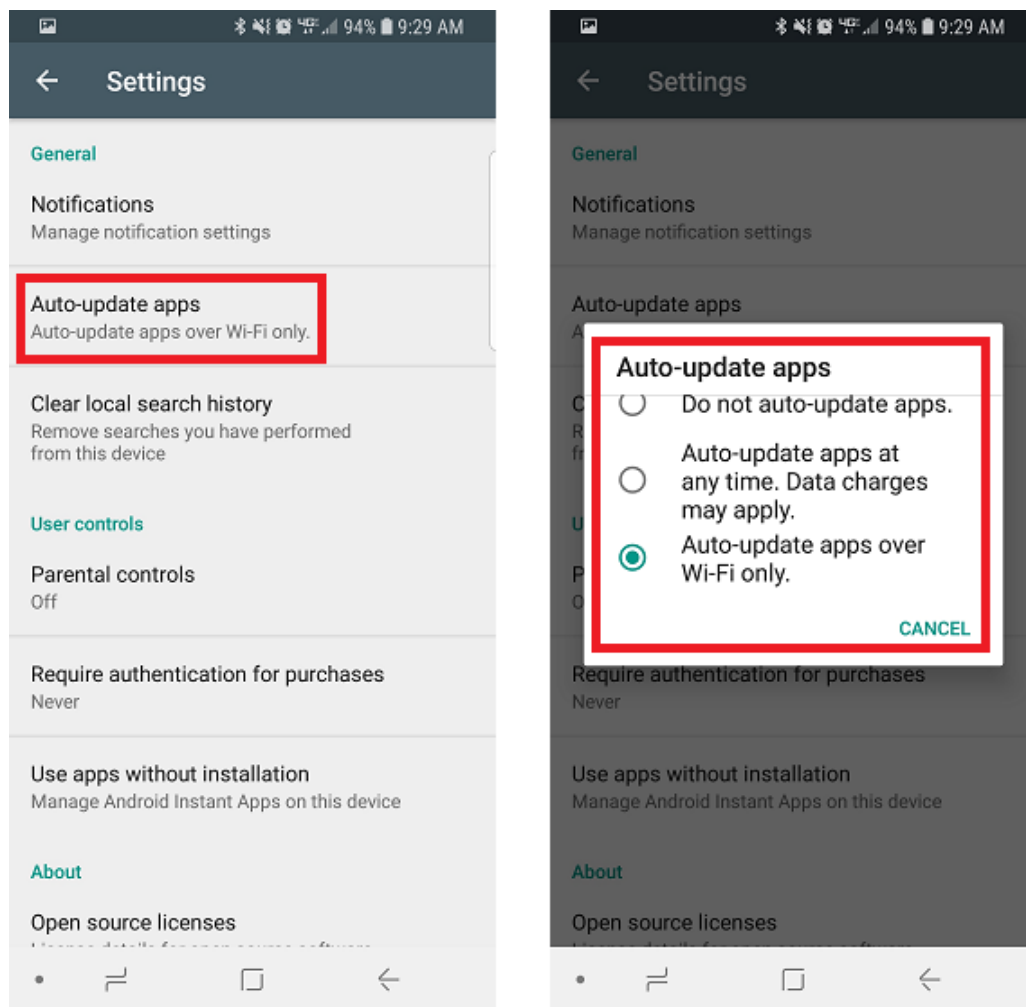 94% 9:29 AM
Settings
General
Notifications
Manage notification settings
Auto-update apps
Auto-update apps over Wi-Fi only.
Clear local search history
Remove searches you have performed
from this device
User controls
Parental controls
Off
Require authentication for purchases
Never
Use apps without installation
Manage Android Instant Apps on this device
About
Open source licenses
94% 9:29 AM
Settings
General
Notifications
Manage notification settings
Auto-update apps
A
Auto-update apps
Do not auto-update apps.
Auto-update apps at
any time. Data charges
may apply.
Auto-update apps over
Wi-Fi only.
CANCEL
Require authentication for purchases
Never
Use apps without installation
Manage Android Instant Apps on this device
About
Open source licenses